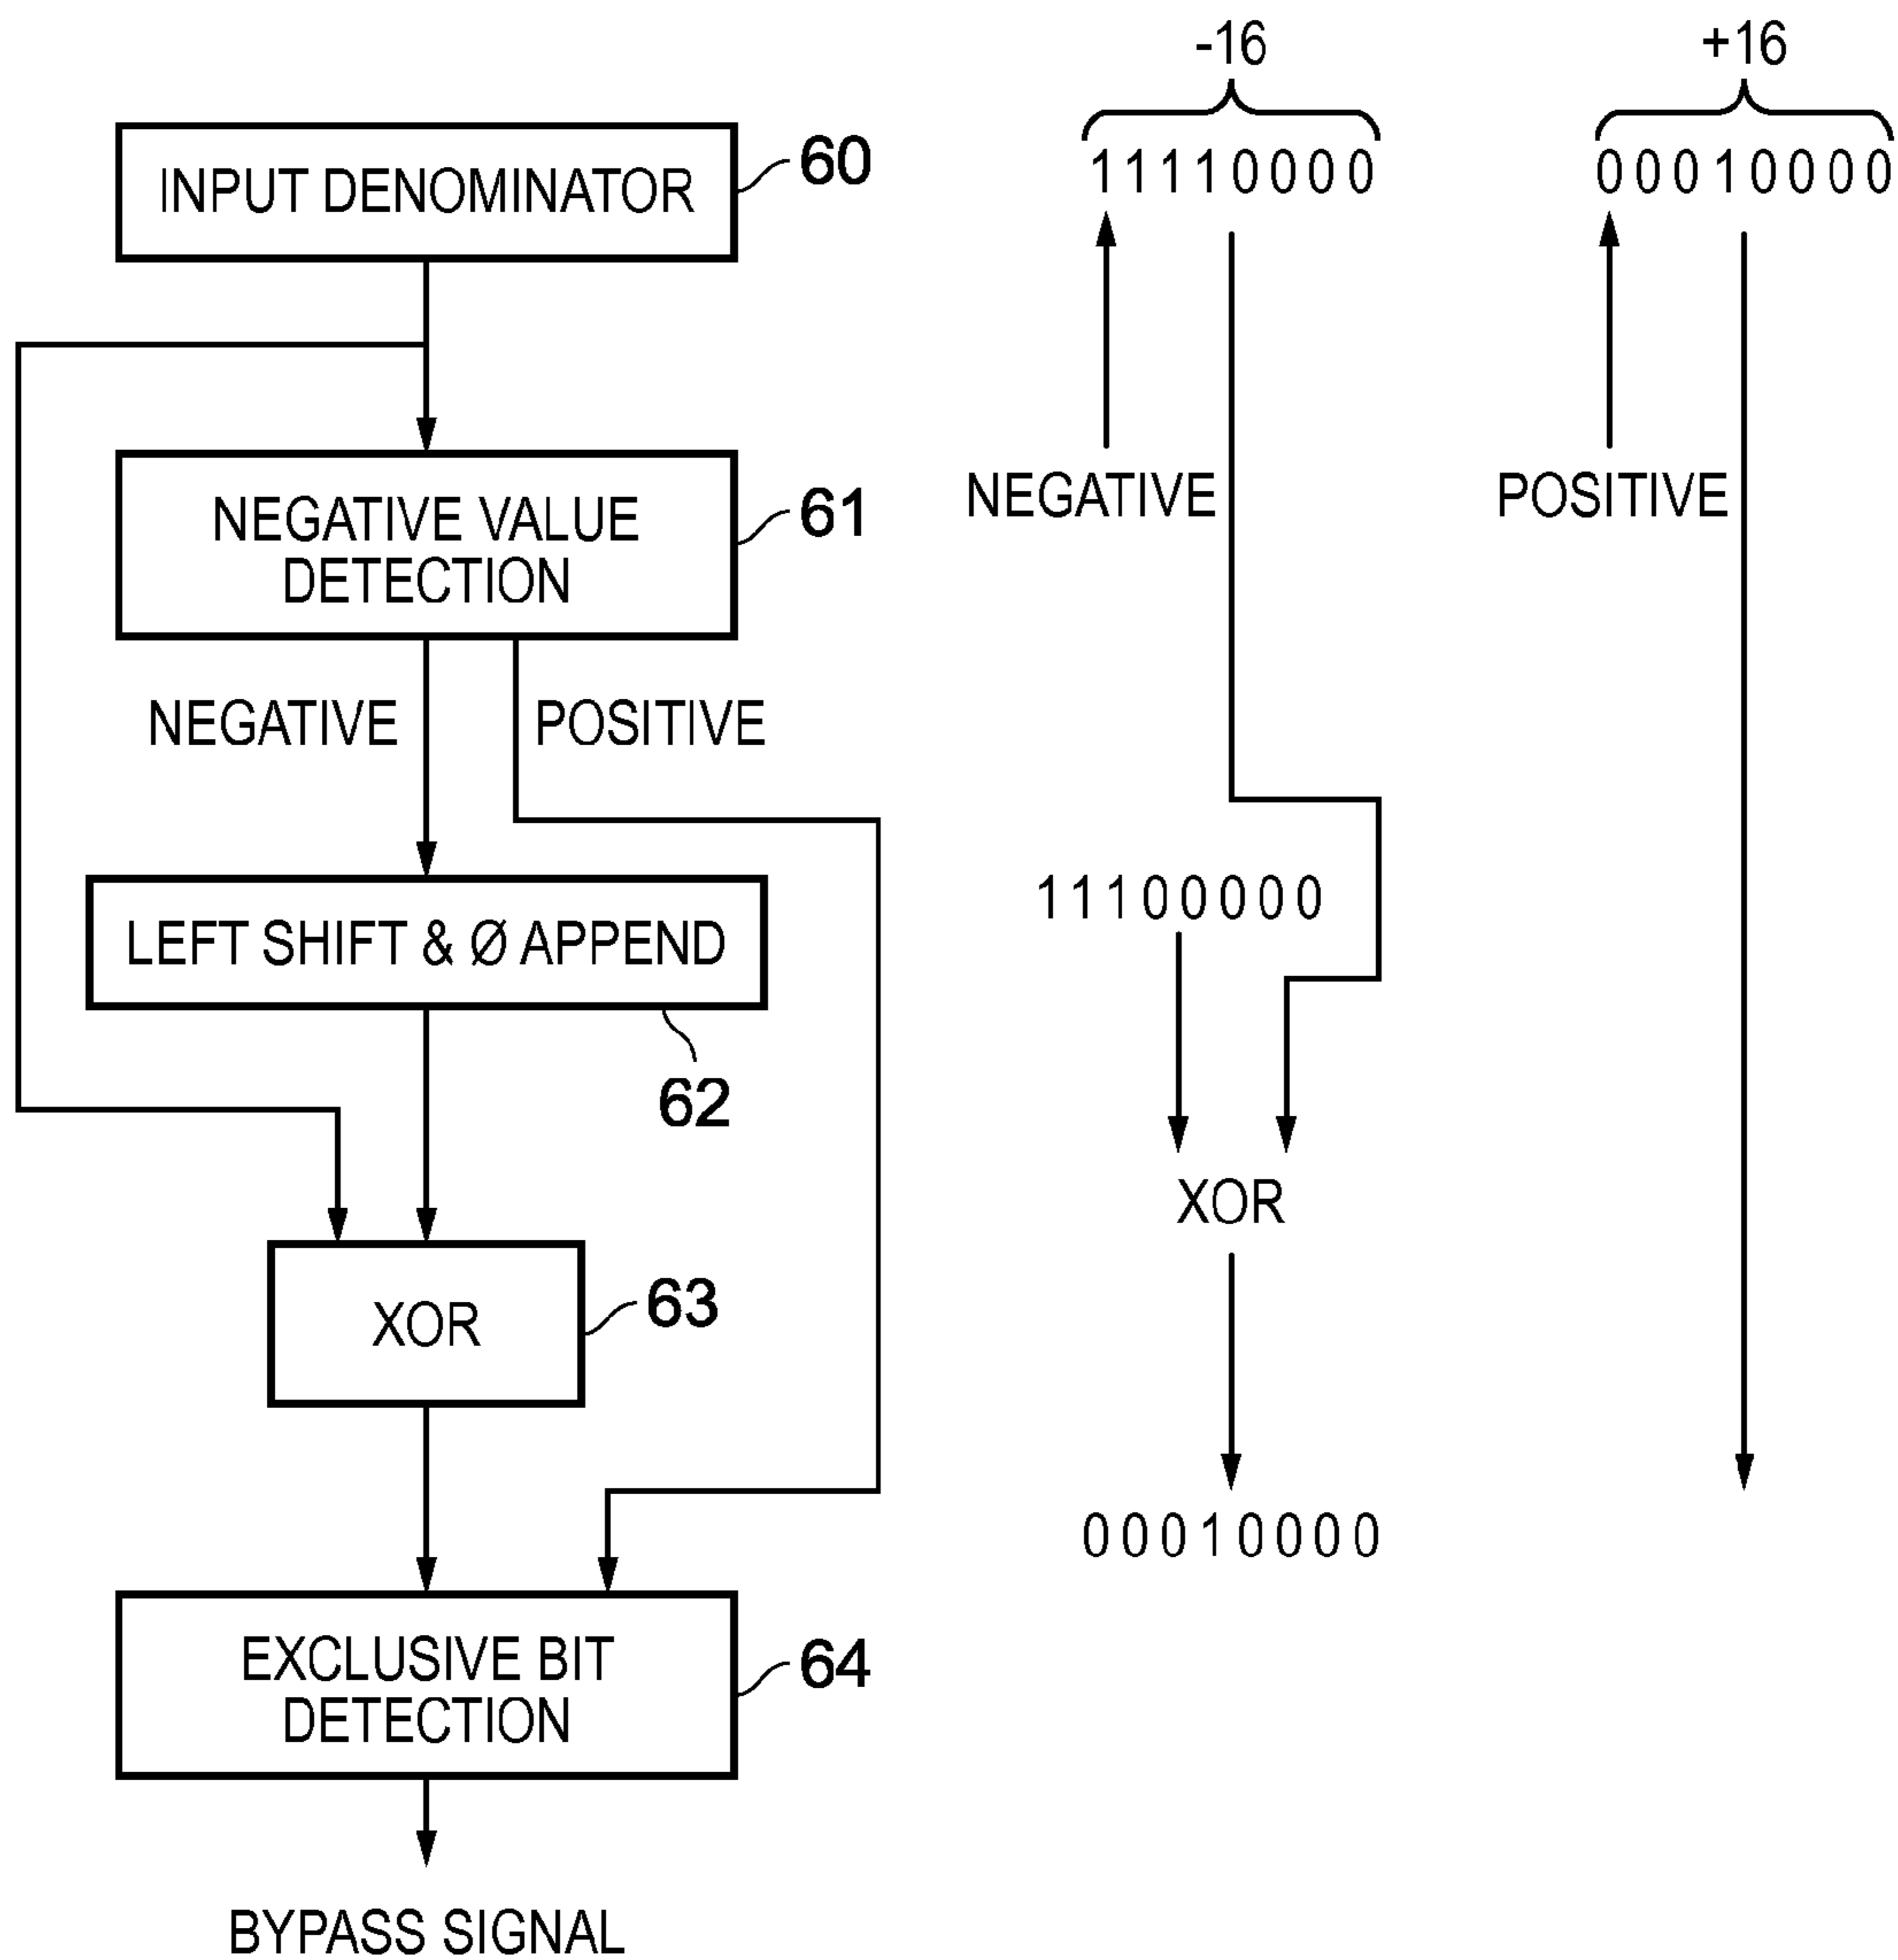 INPUT DENOMINATOR
60
NEGATIVE VALUE
DETECTION
61
NEGATIVE
POSITIVE
LEFT SHIFT & Ø APPEND
62
XOR
63
EXCLUSIVE BIT
DETECTION
64
BYPASS SIGNAL
-16
11110000
NEGATIVE
11100000
XOR
00010000
+16
00010000
POSITIVE